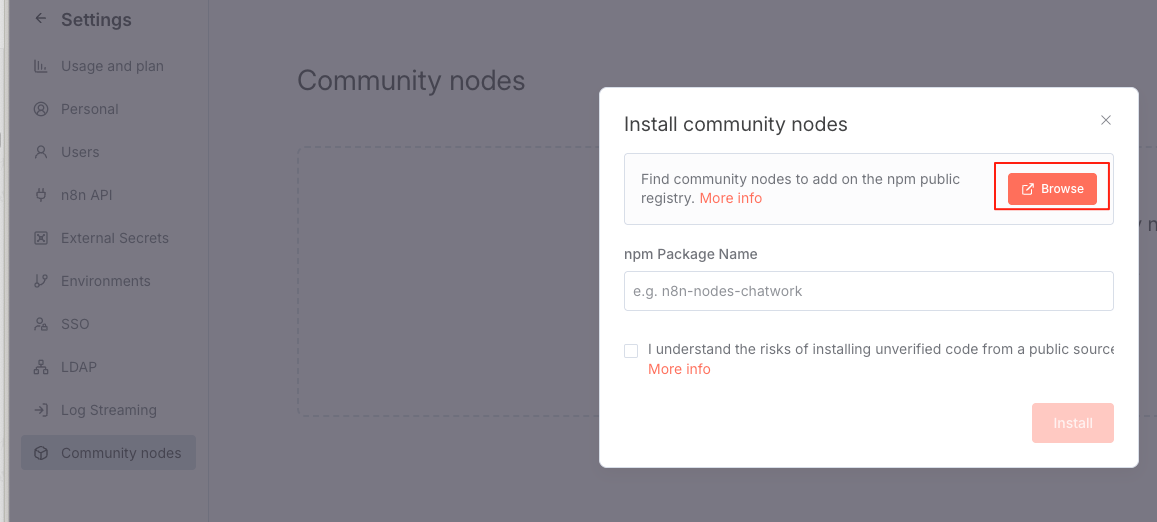 Settings
Usage and plan
Personal
Users
n8n API
External Secrets
Environments
SSO
LDAP
Log Streaming
Community nodes
Community nodes
Install community nodes
Find community nodes to add on the npm public
registry. More info
Browse
npm Package Name
e.g. n8n-nodes-chatwork
I understand the risks of installing unverified code from a public source
More info
Install